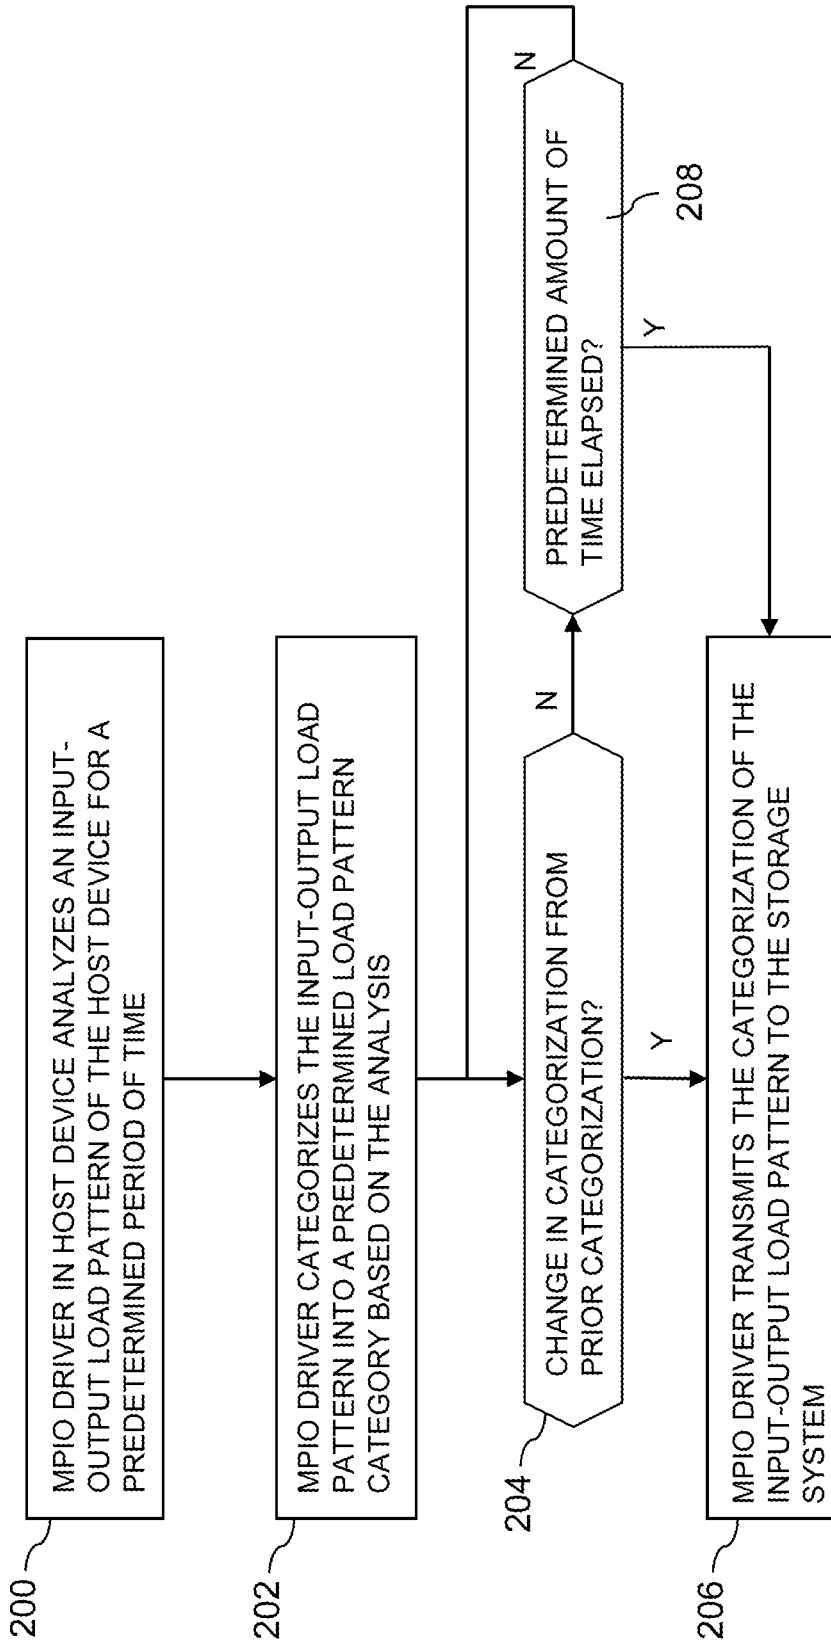 200
MPIO DRIVER IN HOST DEVICE ANALYZES AN INPUT-
OUTPUT LOAD PATTERN OF THE HOST DEVICE FOR A
PREDETERMINED PERIOD OF TIME
202
MPIO DRIVER CATEGORIZES THE INPUT-OUTPUT LOAD
PATTERN INTO A PREDETERMINED LOAD PATTERN
CATEGORY BASED ON THE ANALYSIS
204
CHANGE IN CATEGORIZATION FROM
PRIOR CATEGORIZATION?
N
Y
PREDETERMINED AMOUNT OF
TIME ELAPSED?
N
Y
208
206
MPIO DRIVER TRANSMITS THE CATEGORIZATION OF THE
INPUT-OUTPUT LOAD PATTERN TO THE STORAGE
SYSTEM